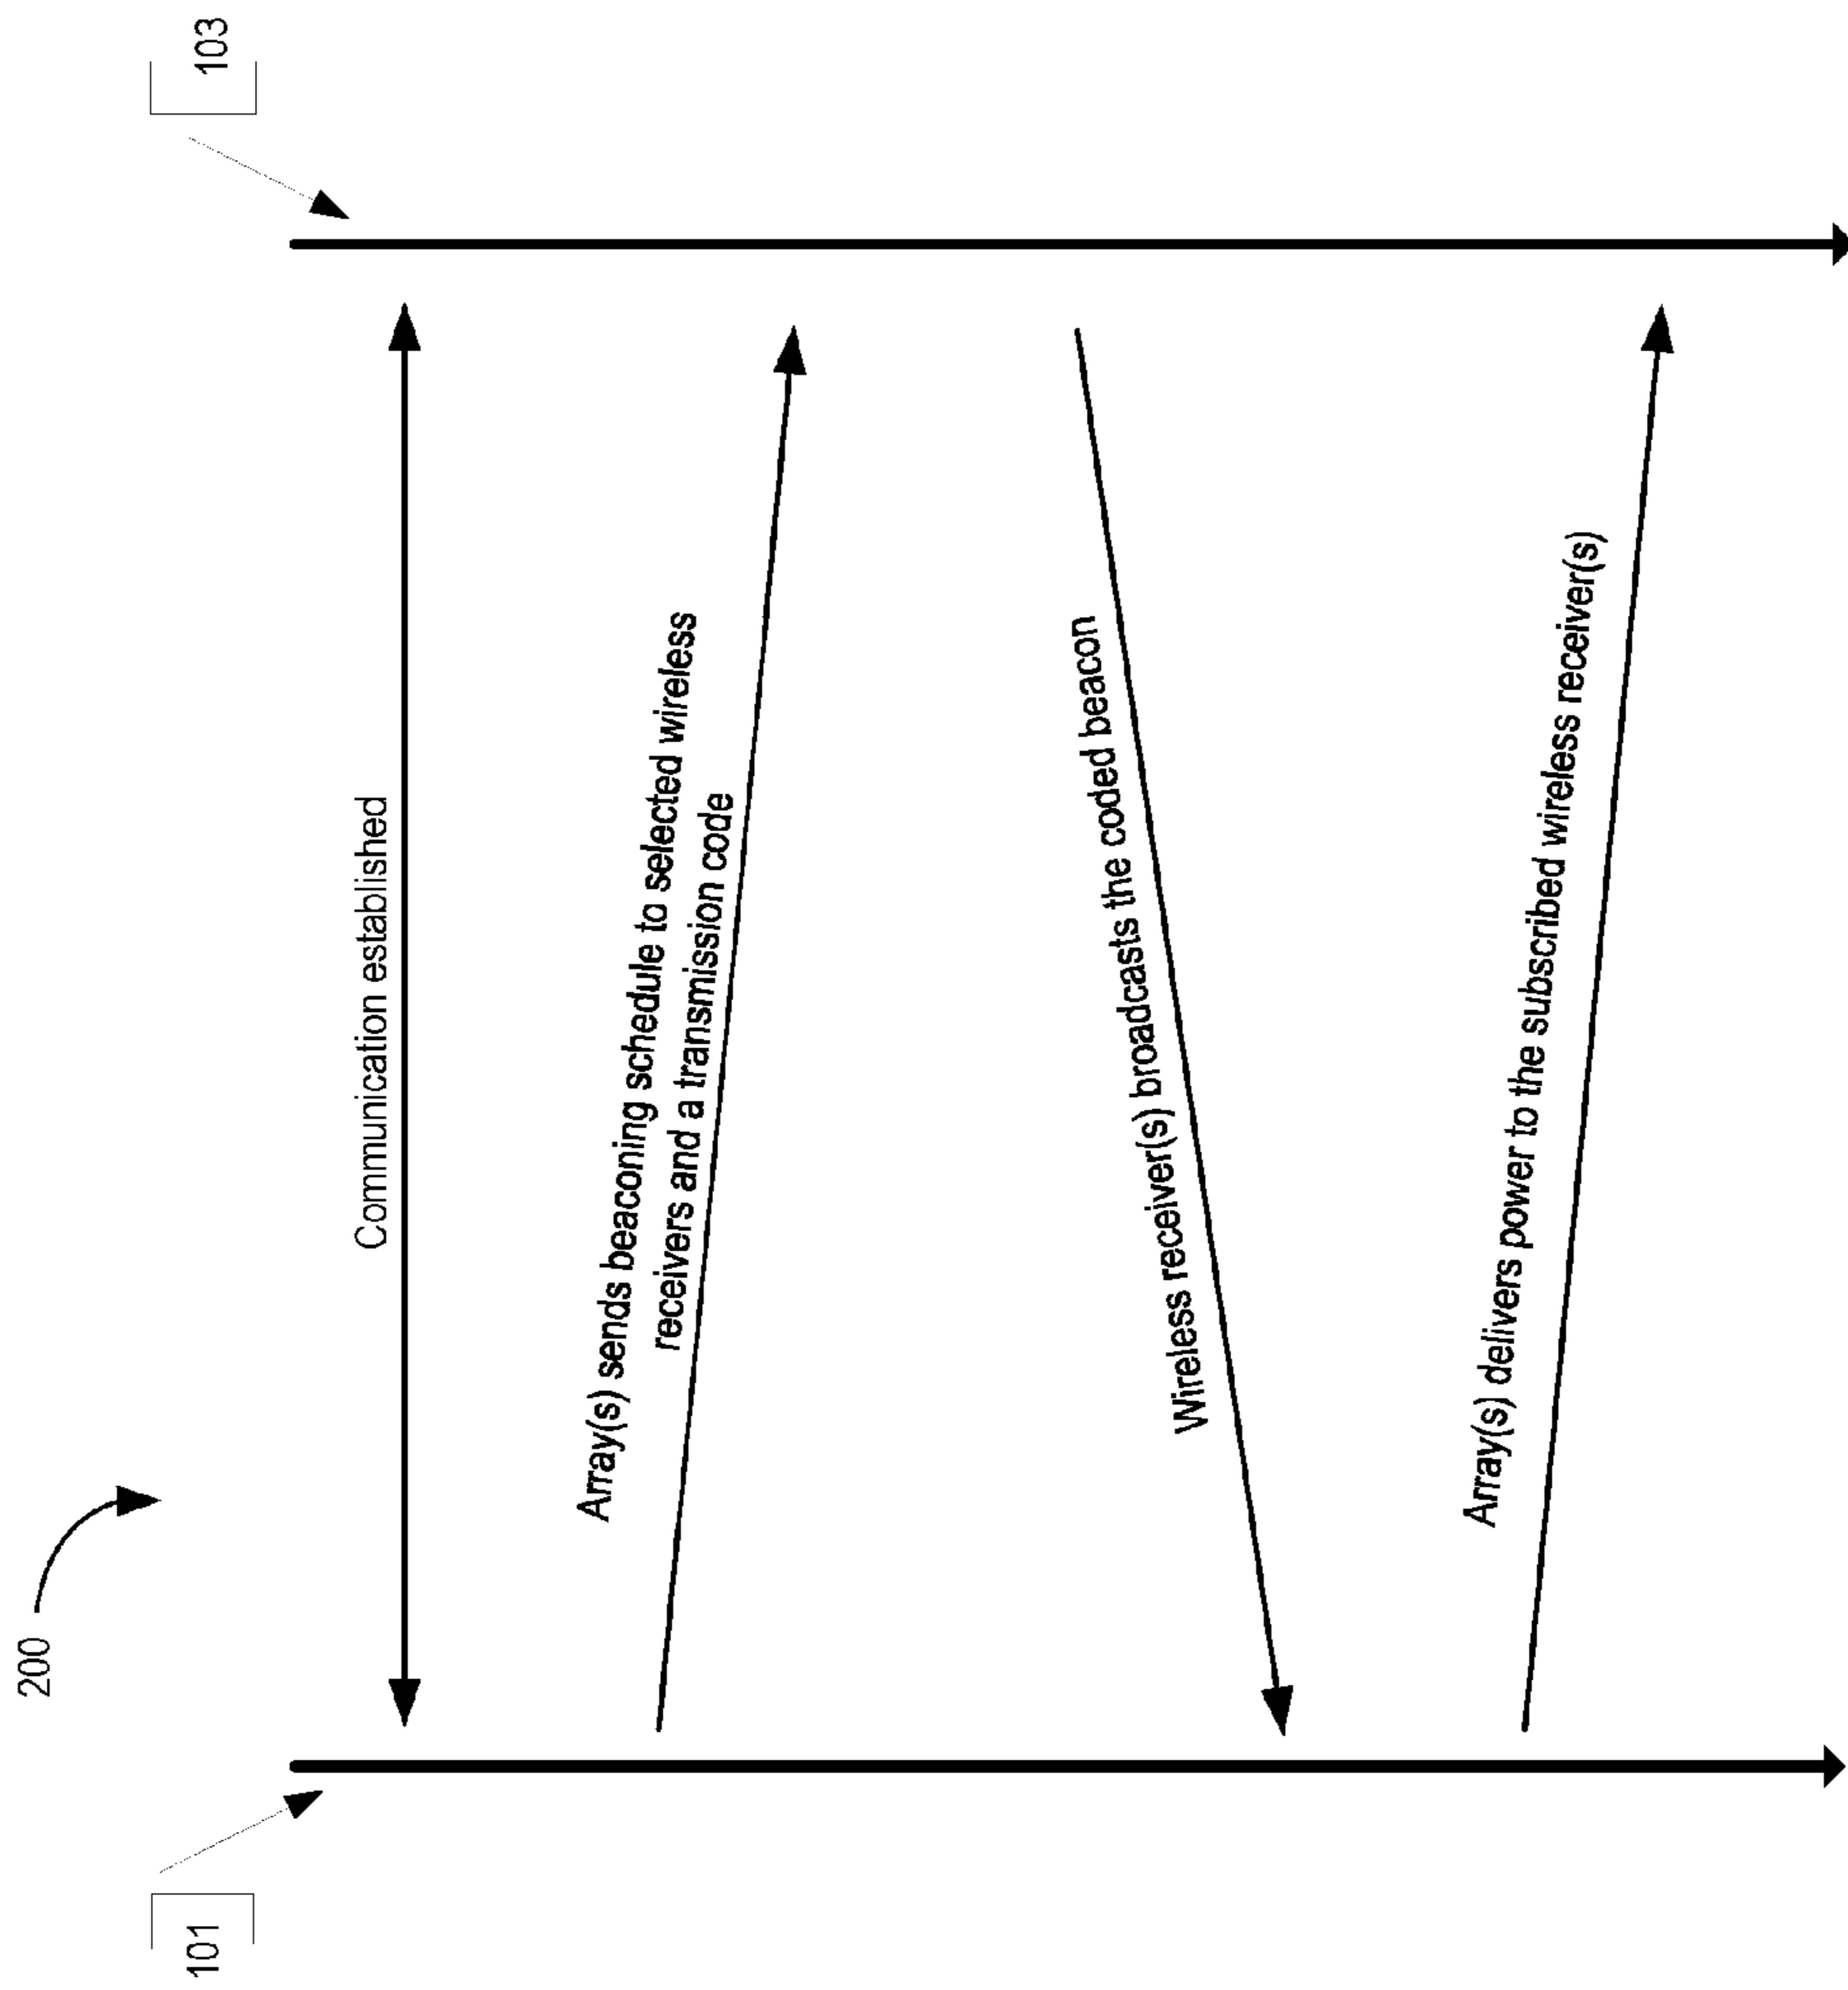 200
101
103
Communication established
Array(s) sends beaconing schedule to selected wireless
receivers and a transmission code
Wireless receiver(s) broadcasts the coded beacon
Array(s) delivers power to the subscribed wireless receiver(s)